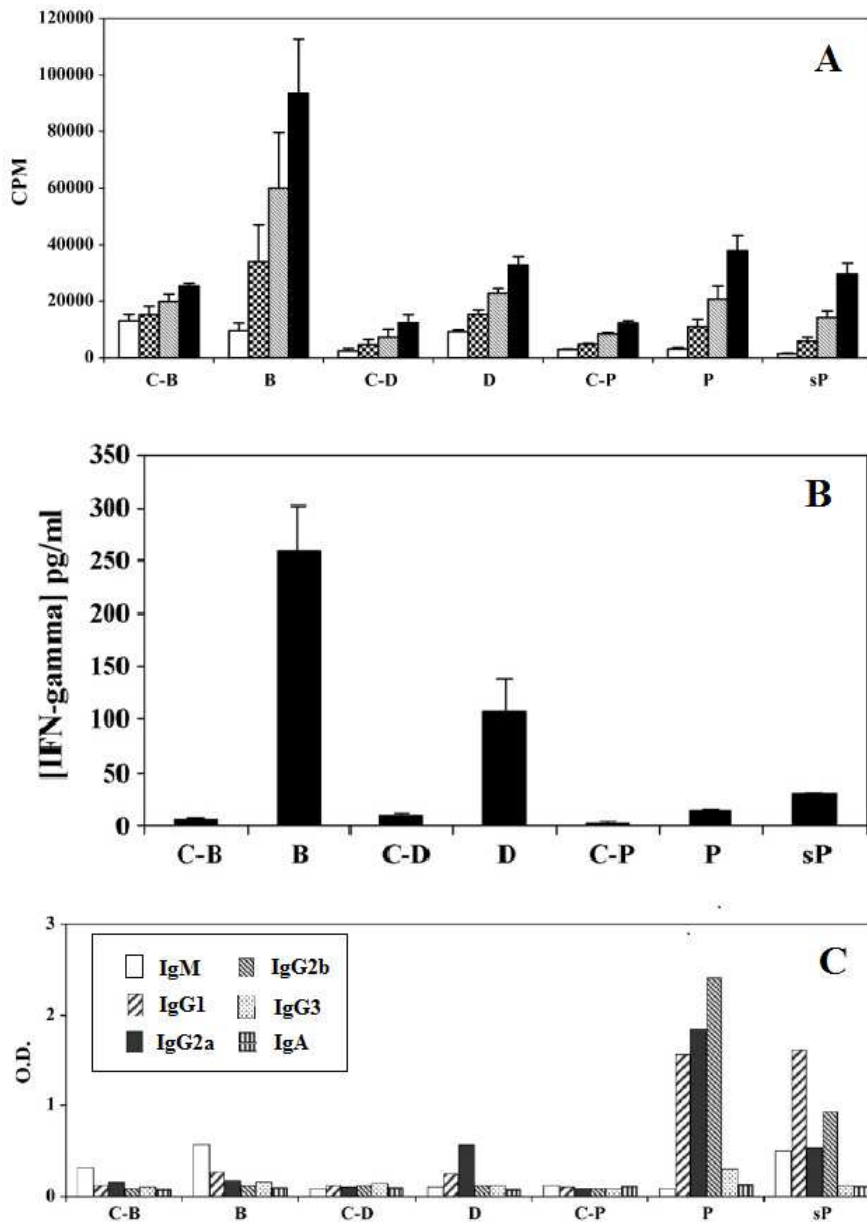 120000
A
100000
80000
CPM
60000
40000
20000
0
C-B B C-D D C-P P sP
350
B
300
250
[IFN-gamma] pg/ml
200
150
100
50
0
C-B B C-D D C-P P sP
3
C
IgM IgG2b
IgG1 IgG3
IgG2a IgA
2
O.D.
1
0
C-B B C-D D C-P P sP